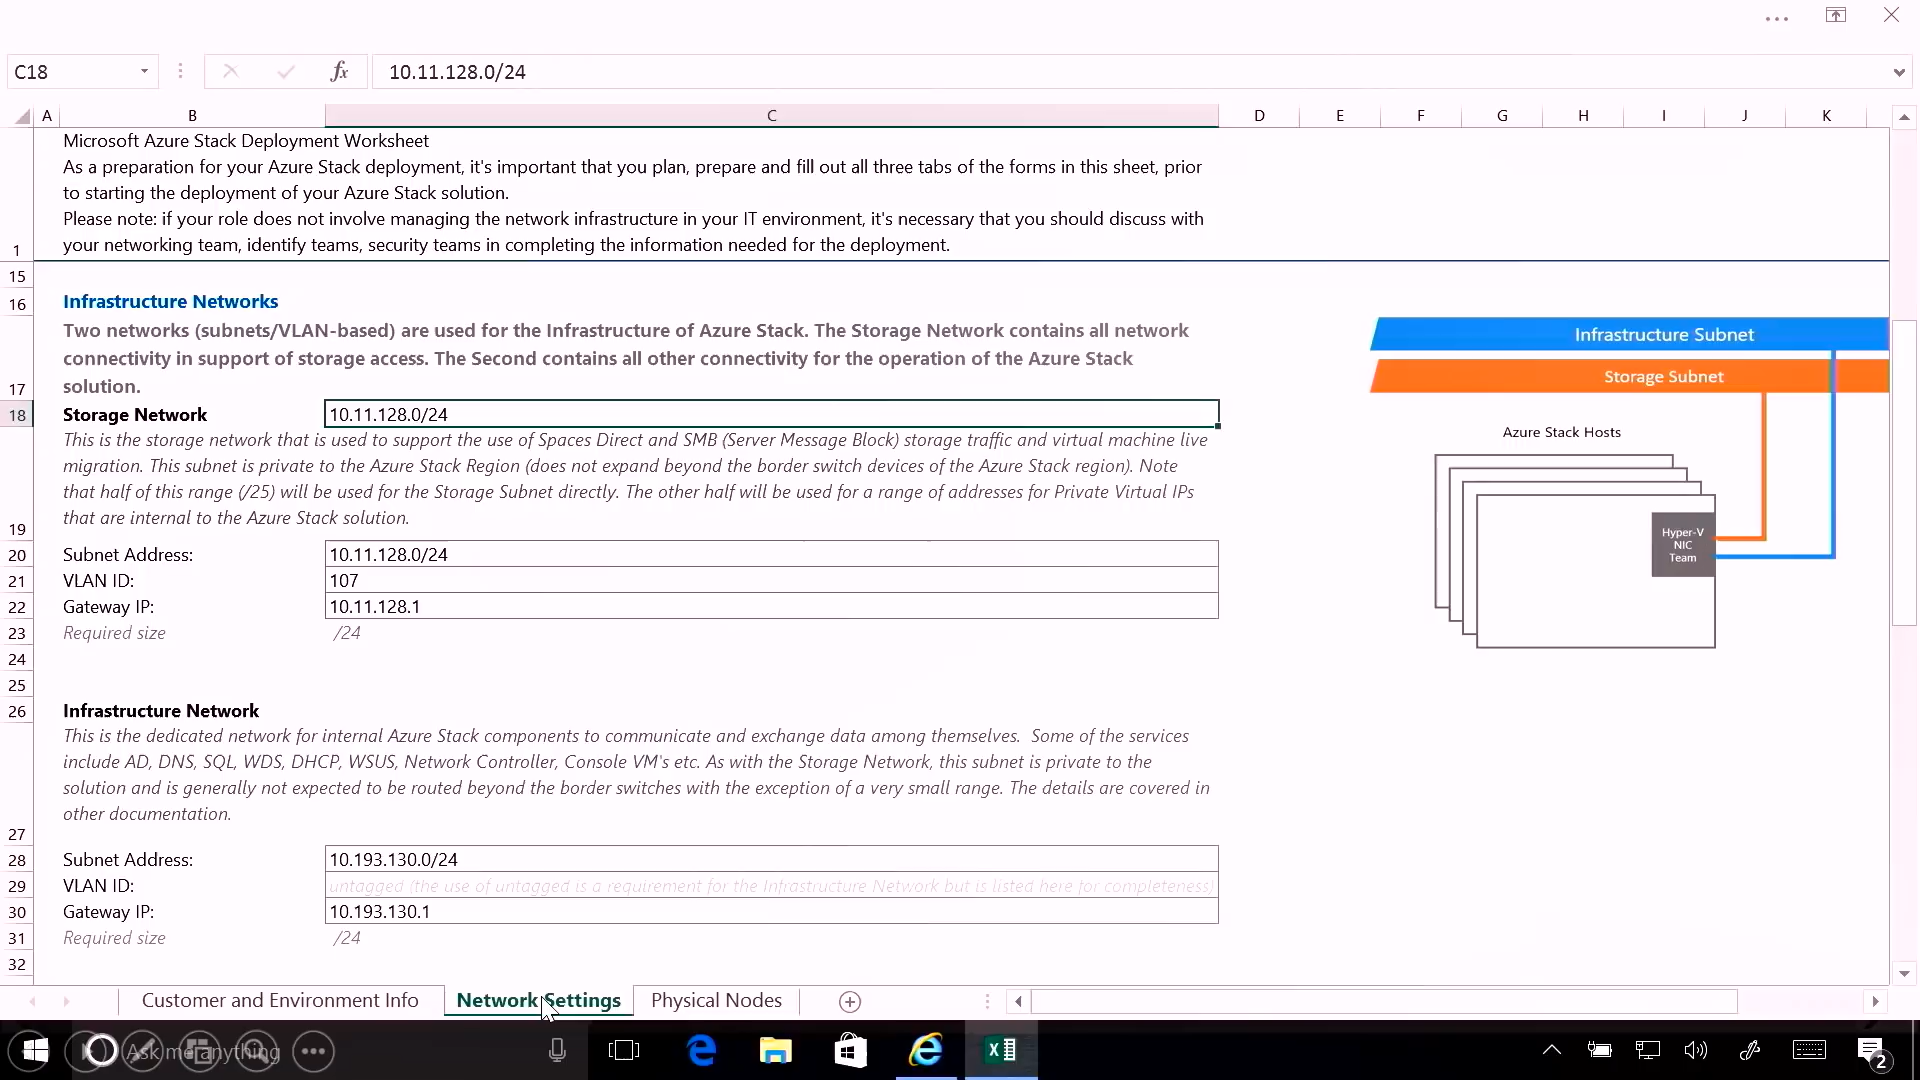 C18
fx
10.11.128.0/24
A B C D E F G H I J K
Microsoft Azure Stack Deployment Worksheet
As a preparation for your Azure Stack deployment, it's important that you plan, prepare and fill out all three tabs of the forms in this sheet, prior
to starting the deployment of your Azure Stack solution.
Please note: if your role does not involve managing the network infrastructure in your IT environment, it's necessary that you should discuss with
1 your networking team, identify teams, security teams in completing the information needed for the deployment.
15
16 Infrastructure Networks
Two networks (subnets/VLAN-based) are used for the Infrastructure of Azure Stack. The Storage Network contains all network
connectivity in support of storage access. The Second contains all other connectivity for the operation of the Azure Stack
17 solution.
Infrastructure Subnet
Storage Subnet
Azure Stack Hosts
Hyper-V
NIC
Team
18 Storage Network 10.11.128.0/24
This is the storage network that is used to support the use of Spaces Direct and SMB (Server Message Block) storage traffic and virtual machine live
migration. This subnet is private to the Azure Stack Region (does not expand beyond the border switch devices of the Azure Stack region). Note
that half of this range (/25) will be used for the Storage Subnet directly. The other half will be used for a range of addresses for Private Virtual IPs
19 that are internal to the Azure Stack solution.
20 Subnet Address: 10.11.128.0/24
21 VLAN ID: 107
22 Gateway IP: 10.11.128.1
23 Required size /24
24
25
26 Infrastructure Network
This is the dedicated network for internal Azure Stack components to communicate and exchange data among themselves. Some of the services
include AD, DNS, SQL, WDS, DHCP, WSUS, Network Controller, Console VM's etc. As with the Storage Network, this subnet is private to the
solution and is generally not expected to be routed beyond the border switches with the exception of a very small range. The details are covered in
27 other documentation.
28 Subnet Address: 10.193.130.0/24
29 VLAN ID: untagged (the use of untagged is a requirement for the Infrastructure Network but is listed here for completeness)
30 Gateway IP: 10.193.130.1
31 Required size /24
32
Customer and Environment Info Network Settings Physical Nodes
Ask me anything
2